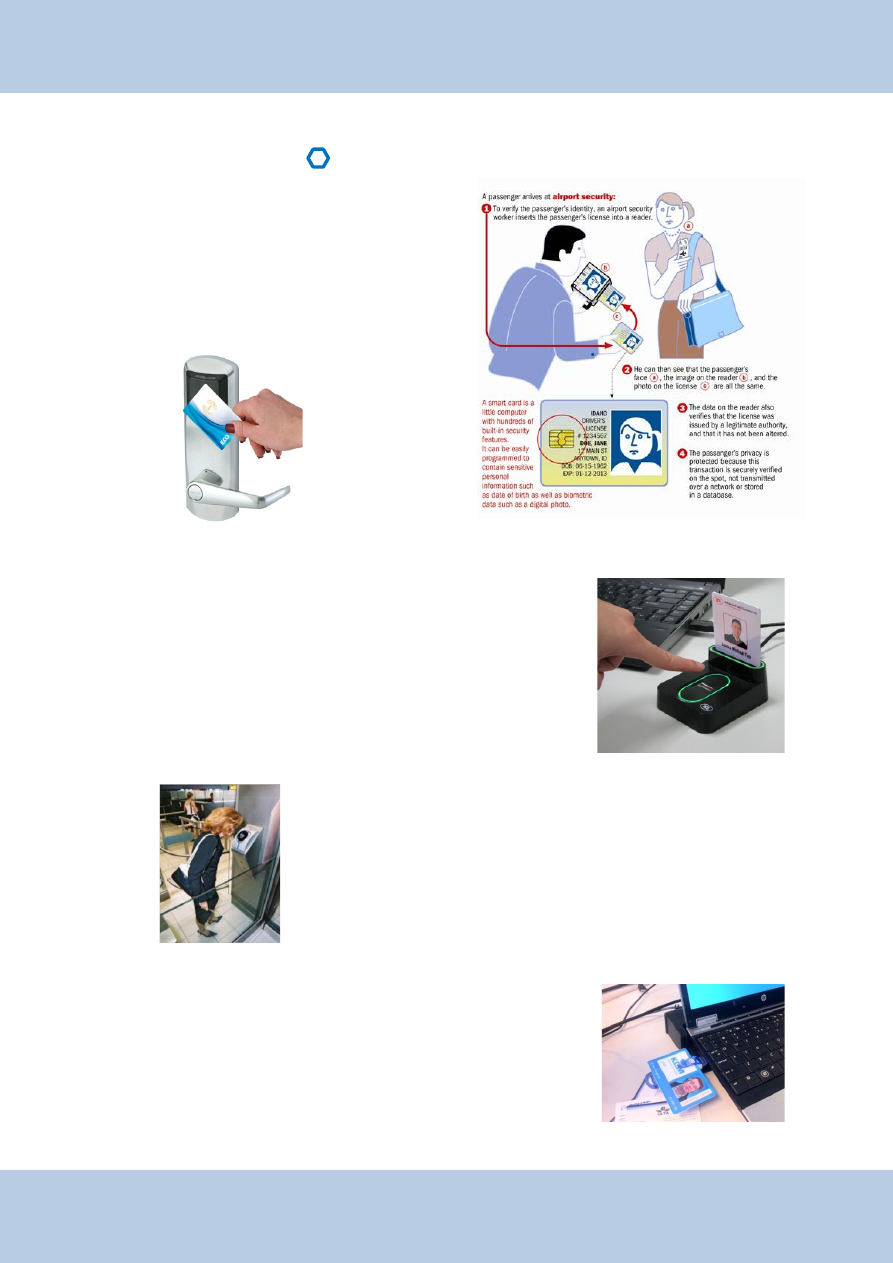 A passenger arrives at airport security:
1 To verify the passenger's identity, an airport security
worker inserts the passenger's license into a reader.
a
b
c
2 He can then see that the passenger's
face a , the image on the reader b , and the
photo on the license c are all the same.
A smart card is a
little computer
with hundreds of
built-in security
features.
It can be easily
programmed to
contain sensitive
personal
information such
as date of birth as well as biometric
data such as a digital photo.
IDAHO
DRIVER'S
LICENSE
# 1234567
DOE, JANE
12 MAIN ST
ANYTOWN, ID
DOB: 06-15-1962
EXP: 01-12-2013
3 The data on the reader also
verifies that the license was
issued by a legitimate authority,
and that it has not been altered.
4 The passenger's privacy is
protected because this
transaction is securely verified
on the spot, not transmitted
over a network or stored
in a database.
ECO